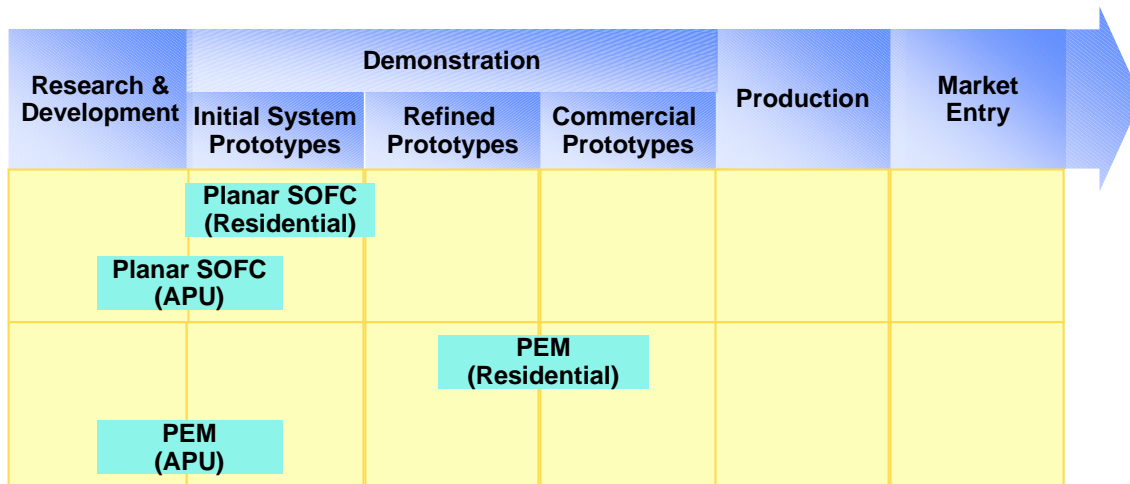 Research &
Development
Demonstration
Initial System
Prototypes
Refined
Prototypes
Commercial
Prototypes
Production
Market
Entry
Planar SOFC
(Residential)
Planar SOFC
(APU)
PEM
(Residential)
PEM
(APU)